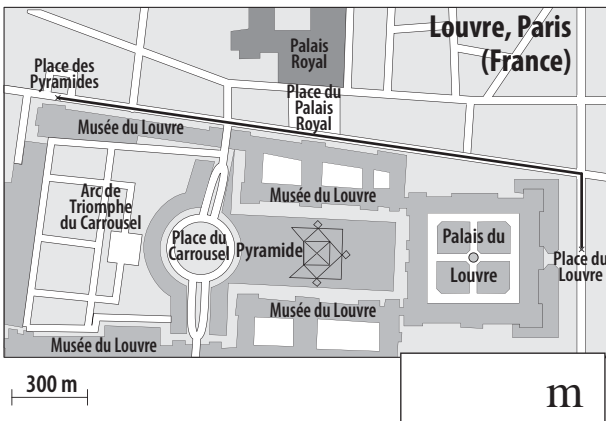 Louvre, Paris
(France)
Palais
Royal
Place des
Pyramides
Place du
Palais
Royal
Musée du Louvre
Arc de
Triomphe
du Carrousel
Musée du Louvre
Place du
Carrousel
Pyramide
Palais du
Louvre
Place du
Louvre
Musée du Louvre
Musée du Louvre
300 m
m